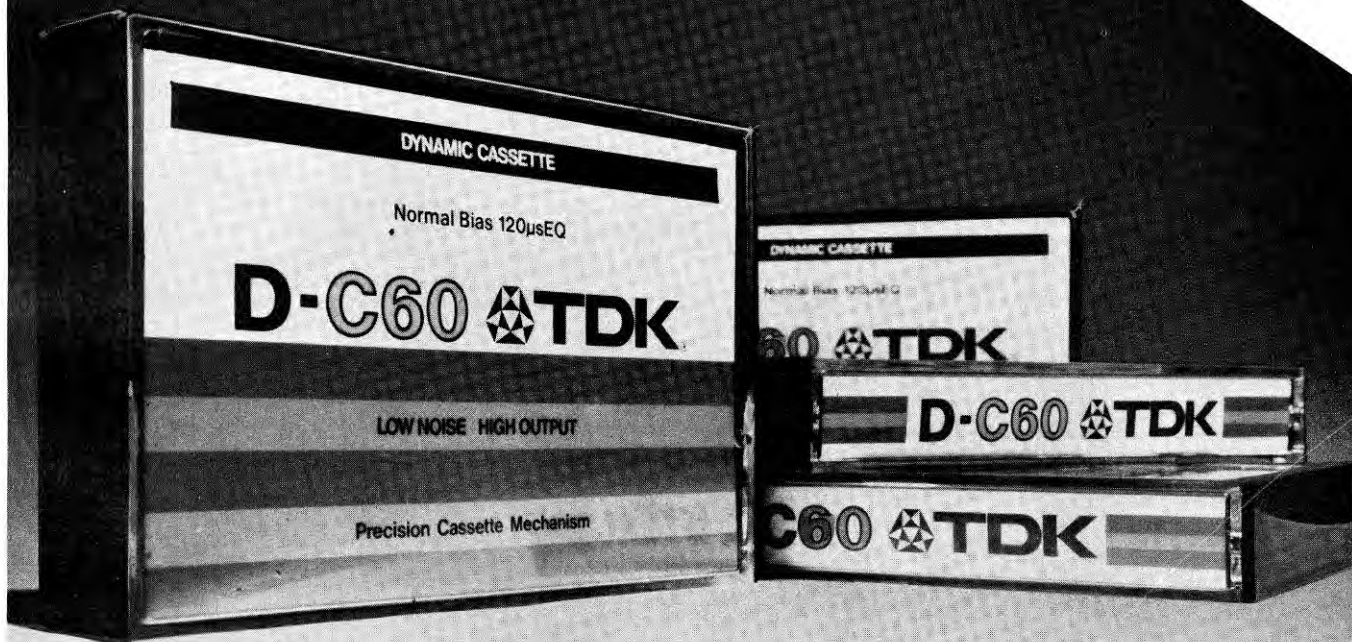 DYNAMIC CASSETTE
Normal Bias 120µsEQ
D-C60 TDK
LOW NOISE HIGH OUTPUT
Precision Cassette Mechanism
DYNAMIC CASSETTE
Normal Bias 120µsEQ
60 TDK
D-C60 TDK
C60 TDK